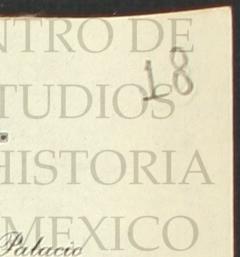 NTRO DE
18
TUDIOS
HISTORIA
MEXICO
Palacio